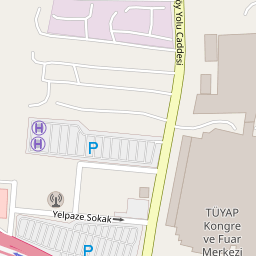 oy Yolu Caddesi
H
H
P
Yelpaze Sokak
TÜYAP
Kongre
ve Fuar
Merkezi
P